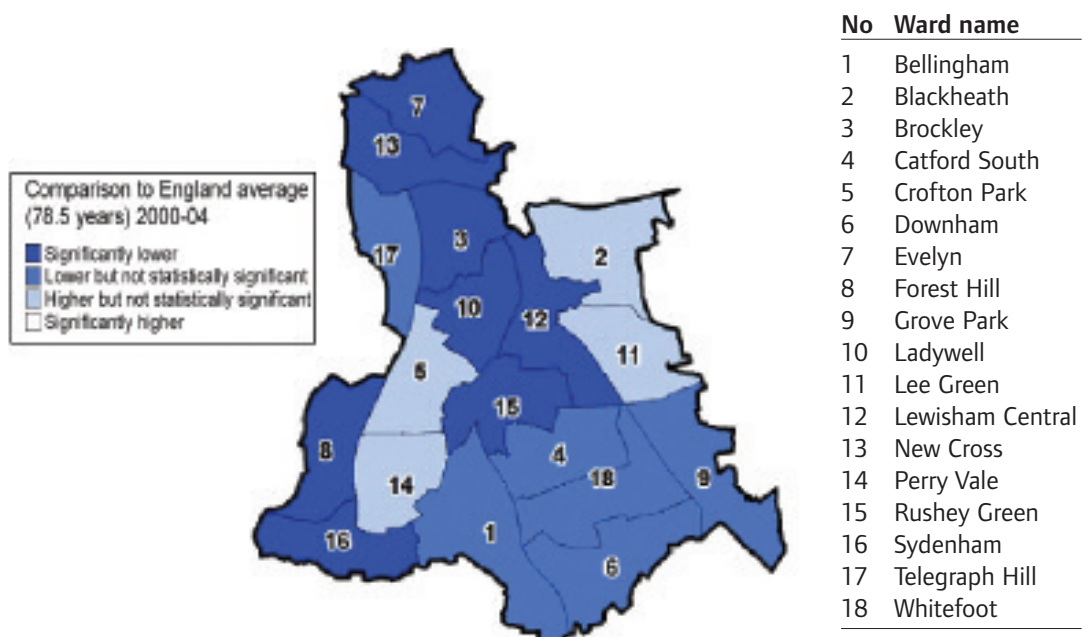 No Ward name
1 Bellingham
2 Blackheath
3 Brockley
4 Catford South
5 Crofton Park
6 Downham
7 Evelyn
8 Forest Hill
9 Grove Park
10 Ladywell
11 Lee Green
12 Lewisham Central
13 New Cross
14 Perry Vale
15 Rushey Green
16 Sydenham
17 Telegraph Hill
18 Whitefoot
Comparison to England average
(78.5 years) 2000-04
Significantly lower
Lower but not statistically significant
Higher but not statistically significant
Significantly higher
7
13
3
17
2
10
12
11
5
15
8
4
18
9
14
1
16
6